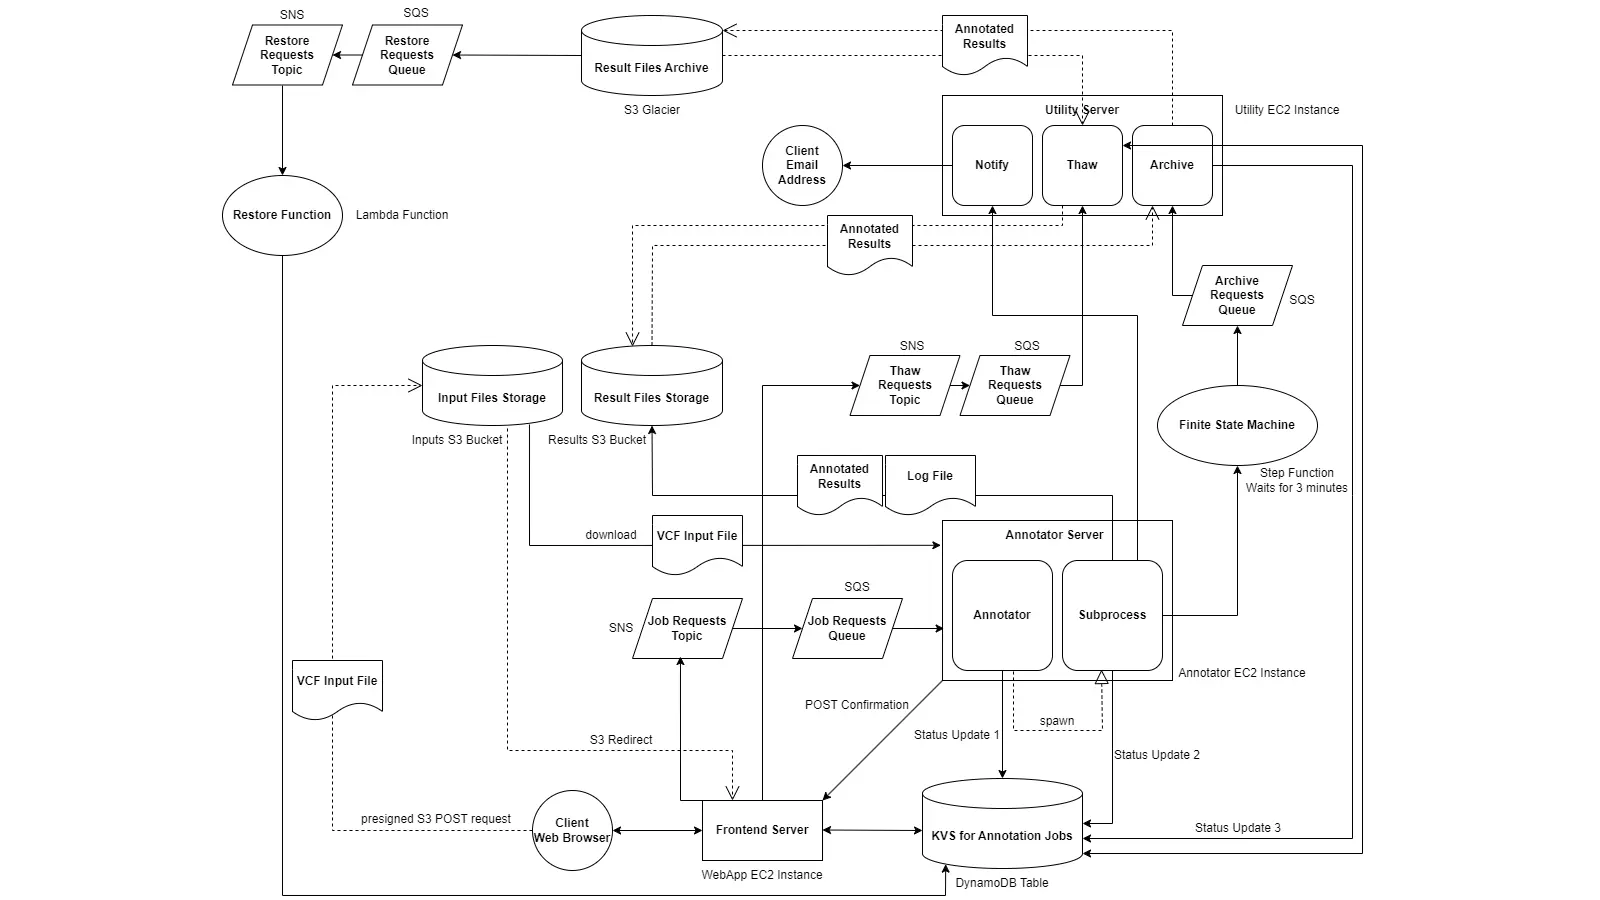 SNS
SQS
Restore
Requests
Topic
Restore
Requests
Queue
Result Files Archive
S3 Glacier
Annotated
Results
Utility Server
Utility EC2 Instance
Client
Email
Address
Notify
Thaw
Archive
Restore Function
Lambda Function
Annotated
Results
Archive
Requests
Queue
SQS
SNS
SQS
Thaw
Requests
Topic
Thaw
Requests
Queue
Input Files Storage
Result Files Storage
Inputs S3 Bucket
Results S3 Bucket
Finite State Machine
Step Function
Waits for 3 minutes
Annotated
Results
Log File
download
VCF Input File
Annotator Server
SQS
SNS
Job Requests
Topic
Job Requests
Queue
Annotator
Subprocess
Annotator EC2 Instance
VCF Input File
POST Confirmation
spawn
Status Update 1
Status Update 2
S3 Redirect
presigned S3 POST request
Client
Web Browser
Frontend Server
WebApp EC2 Instance
KVS for Annotation Jobs
Status Update 3
DynamoDB Table